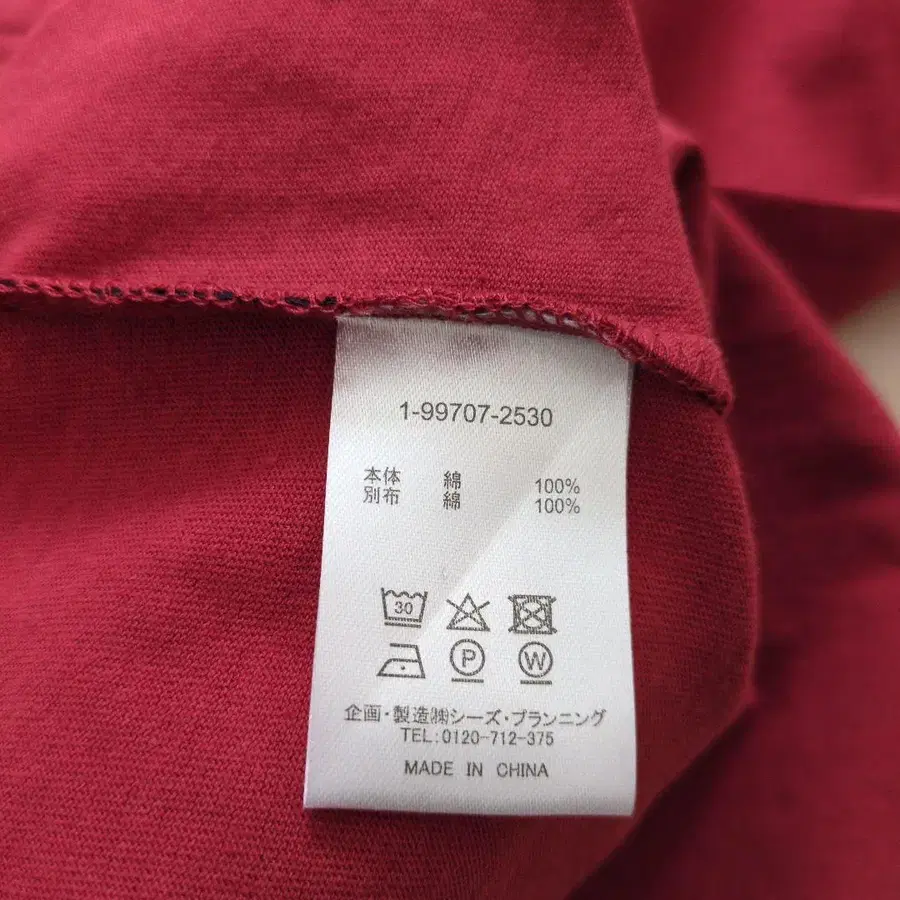 1-99707-2530
本体 綿 100%
別布 綿 100%
30
P W
企画・製造㈱シーズ・プランニング
TEL:0120-712-375
MADE IN CHINA